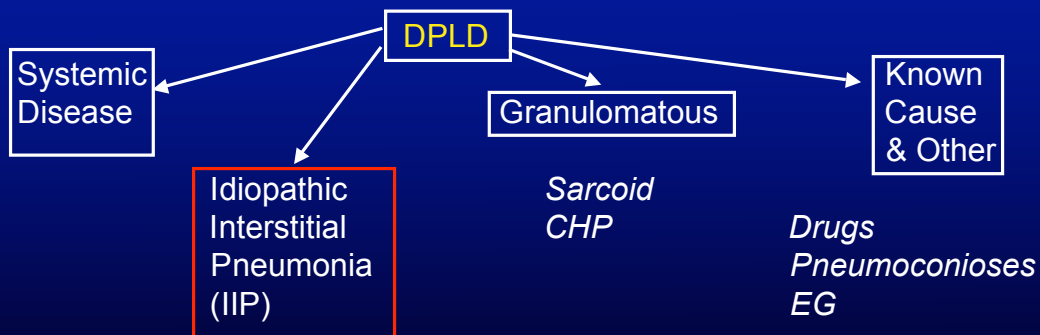 DPLD
Systemic
Disease
Idiopathic
Interstitial
Pneumonia
(IIP)
Granulomatous
Sarcoid
CHP
Known
Cause
& Other
Drugs
Pneumoconioses
EG